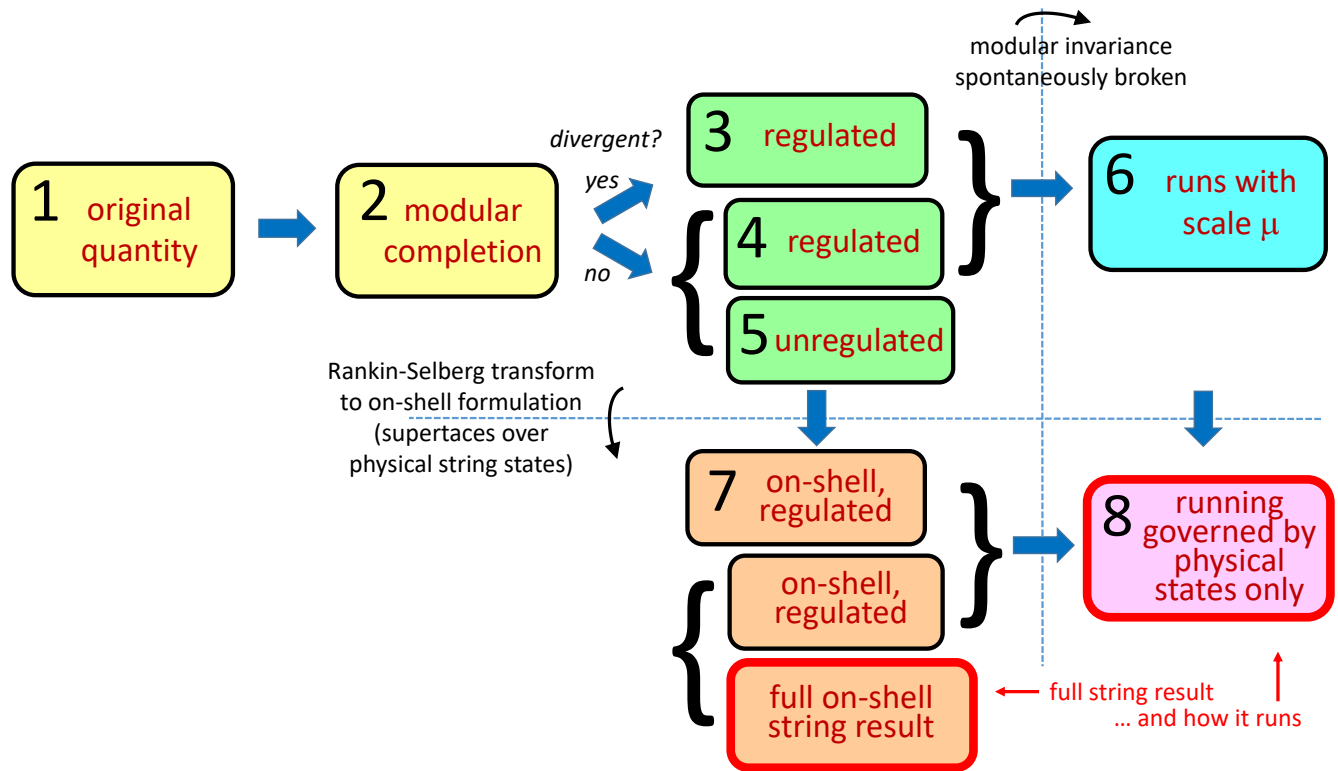 modular invariance
spontaneously broken
1 original
quantity
2 modular
completion
divergent?
yes
no
3 regulated
4 regulated
5 unregulated
{
}
6 runs with
scale μ
Rankin-Selberg transform
to on-shell formulation
(supertaces over
physical string states)
7 on-shell,
regulated
on-shell,
regulated
full on-shell
string result
{
}
8 running
governed by
physical
states only
full string result
... and how it runs